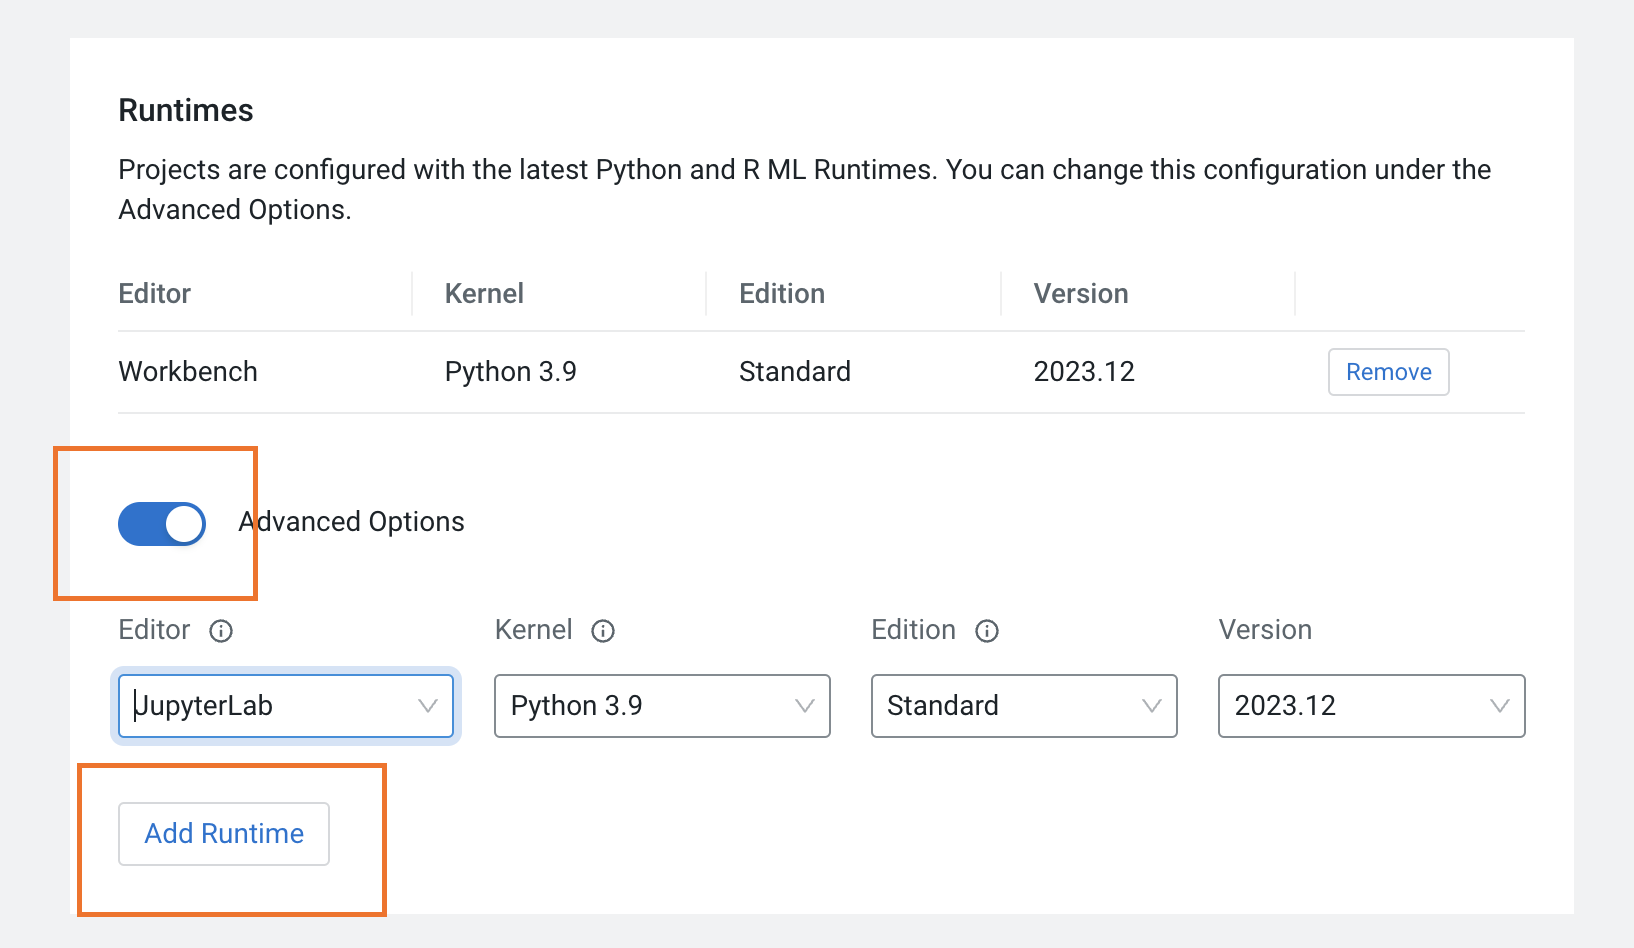 Runtimes
Projects are configured with the latest Python and R ML Runtimes. You can change this configuration under the
Advanced Options.
Editor Kernel Edition Version
Workbench Python 3.9 Standard 2023.12 Remove
Advanced Options
Editor Kernel Edition Version
JupyterLab Python 3.9 Standard 2023.12
Add Runtime